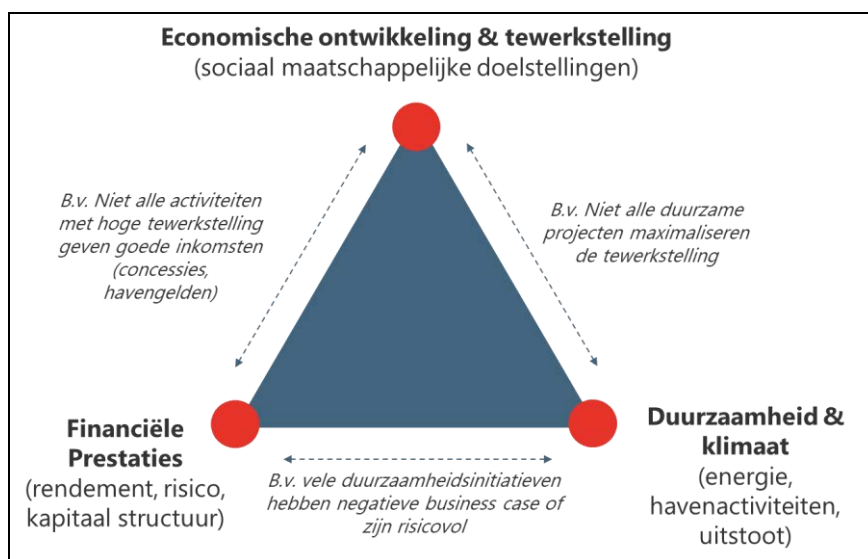 Economische ontwikkeling & tewerkstelling
(sociaal maatschappelijke doelstellingen)
B.v. Niet alle activiteiten
met hoge tewerkstelling
geven goede inkomsten
(concessies,
havengelden)
B.v. Niet alle duurzame
projecten maximaliseren
de tewerkstelling
Financiële
Prestaties
(rendement, risico,
kapitaal structuur)
B.v. vele duurzaamheidsinitiatieven
hebben negatieve business case of
zijn risicovol
Duurzaamheid &
klimaat
(energie,
havenactiviteiten,
uitstoot)